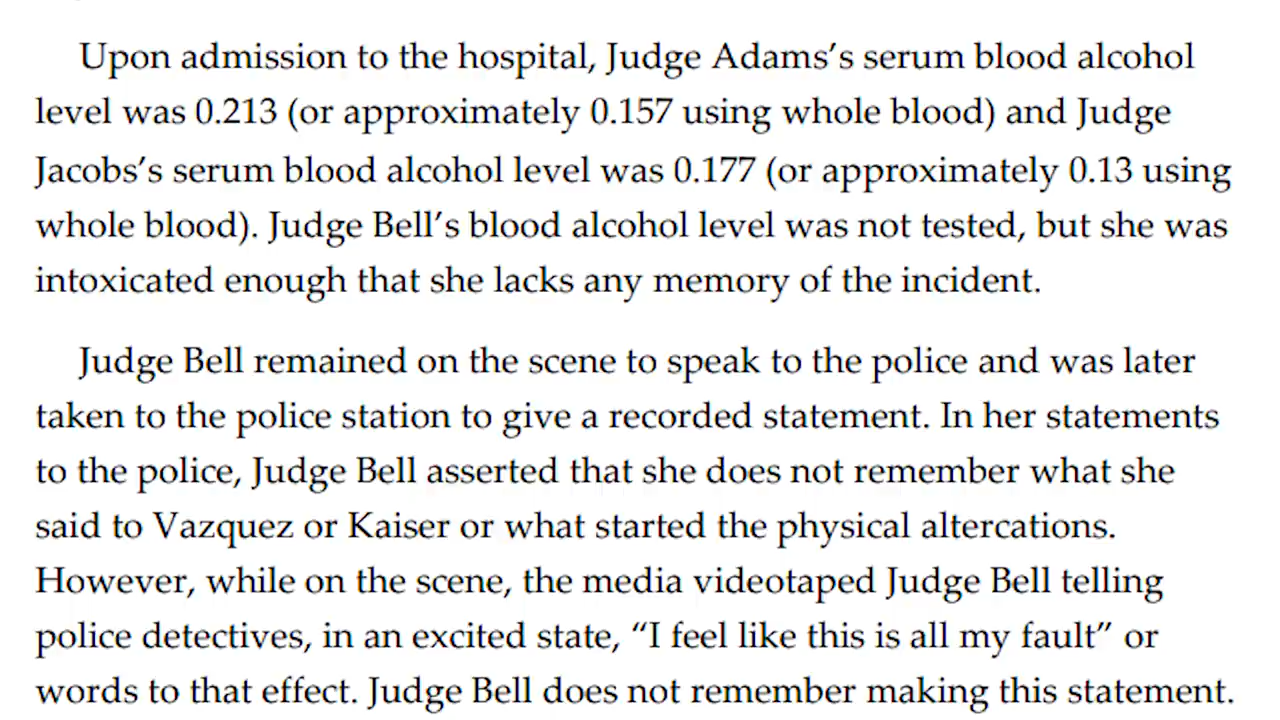 Upon admission to the hospital, Judge Adams’s serum blood alcohol
level was 0.213 (or approximately 0.157 using whole blood) and Judge
Jacobs’s serum blood alcohol level was 0.177 (or approximately 0.13 using
whole blood). Judge Bell’s blood alcohol level was not tested, but she was
intoxicated enough that she lacks any memory of the incident.
Judge Bell remained on the scene to speak to the police and was later
taken to the police station to give a recorded statement. In her statements
to the police, Judge Bell asserted that she does not remember what she
said to Vazquez or Kaiser or what started the physical altercations.
However, while on the scene, the media videotaped Judge Bell telling
police detectives, in an excited state, “I feel like this is all my fault” or
words to that effect. Judge Bell does not remember making this statement.